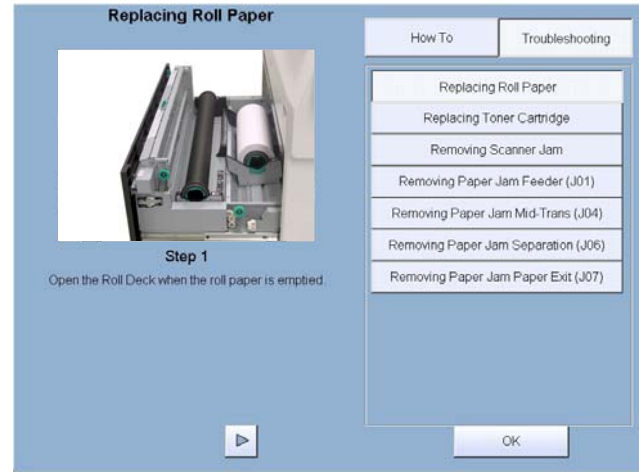 Replacing Roll Paper
Step 1
Open the Roll Deck when the roll paper is emptied.
How To
Troubleshooting
Replacing Roll Paper
Replacing Toner Cartridge
Removing Scanner Jam
Removing Paper Jam Feeder (J01)
Removing Paper Jam Mid-Trans (J04)
Removing Paper Jam Separation (J06)
Removing Paper Jam Paper Exit (J07)
OK